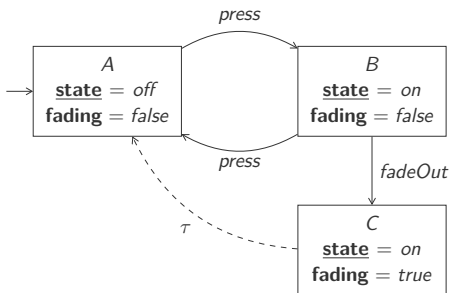 press
A
state = off
fading = false
B
state = on
fading = false
press
fadeOut
τ
C
state = on
fading = true